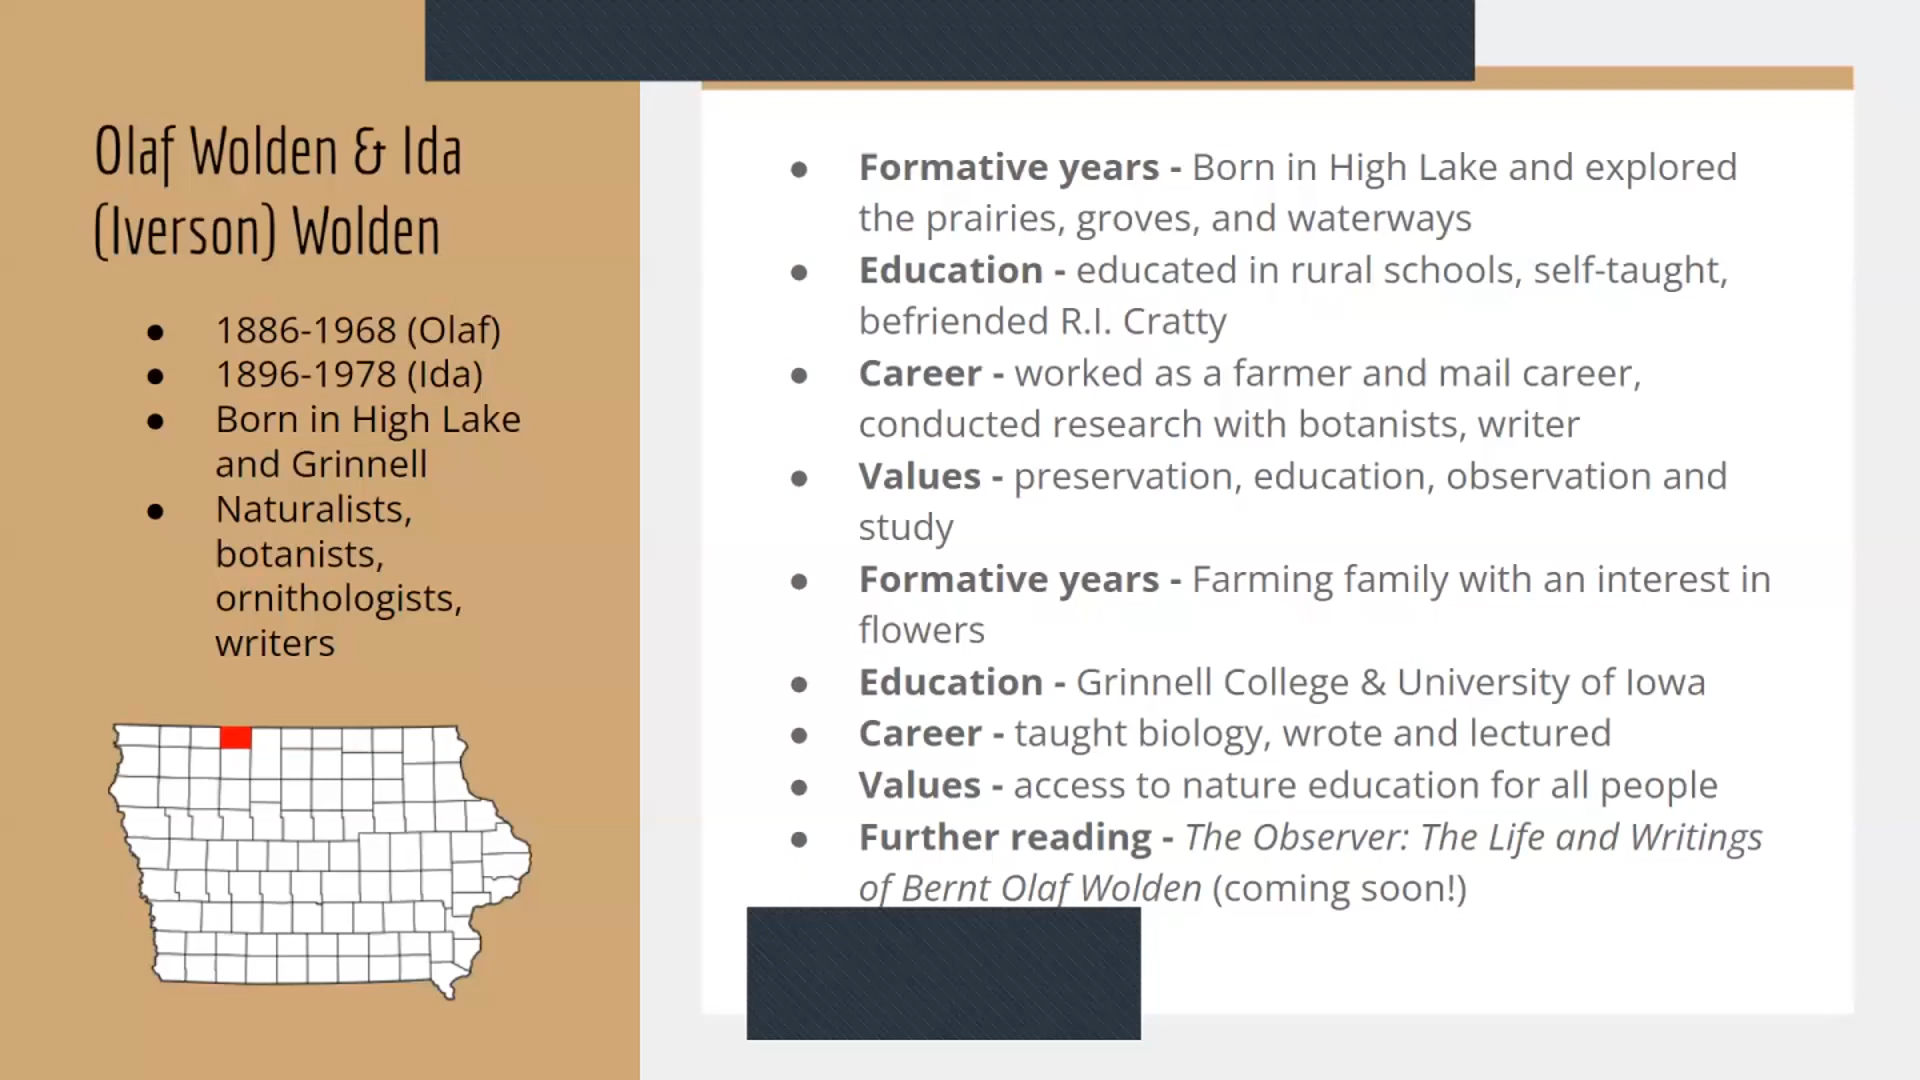 Olaf Wolden & Ida
(Iverson) Wolden
● 1886-1968 (Olaf)
● 1896-1978 (Ida)
● Born in High Lake
and Grinnell
● Naturalists,
botanists,
ornithologists,
writers
● Formative years - Born in High Lake and explored
the prairies, groves, and waterways
● Education - educated in rural schools, self-taught,
befriended R.I. Cratty
● Career - worked as a farmer and mail career,
conducted research with botanists, writer
● Values - preservation, education, observation and
study
● Formative years - Farming family with an interest in
flowers
● Education - Grinnell College & University of Iowa
● Career - taught biology, wrote and lectured
● Values - access to nature education for all people
● Further reading - The Observer: The Life and Writings
of Bernt Olaf Wolden (coming soon!)